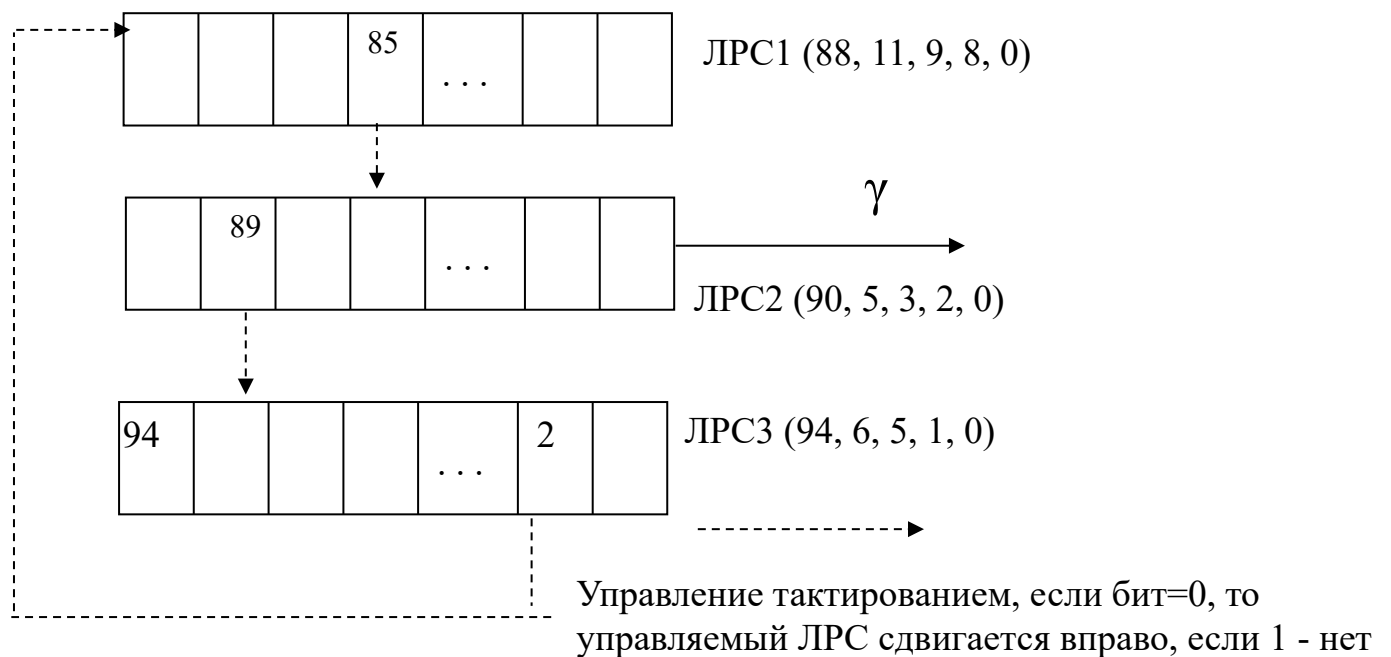 85
. . .
ЛРС1 (88, 11, 9, 8, 0)
89
. . .
γ
ЛРС2 (90, 5, 3, 2, 0)
94
. . .
2
ЛРС3 (94, 6, 5, 1, 0)
Управление тактированием, если бит=0, то
управляемый ЛРС сдвигается вправо, если 1 - нет